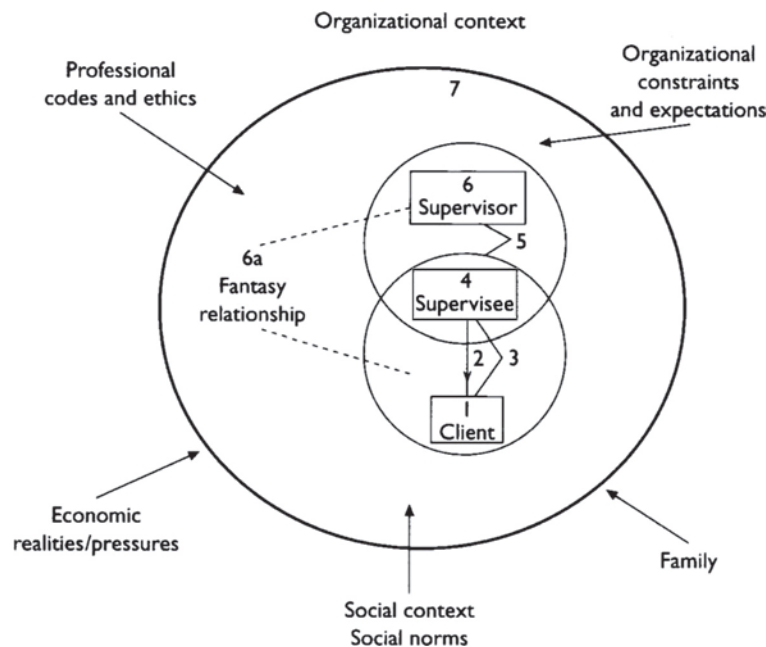 Organizational context
Professional
codes and ethics
7
Organizational
constraints
and expectations
6
Supervisor
5
6a
Fantasy
relationship
4
Supervisee
2
3
1
Client
Economic
realities/pressures
Family
Social context
Social norms